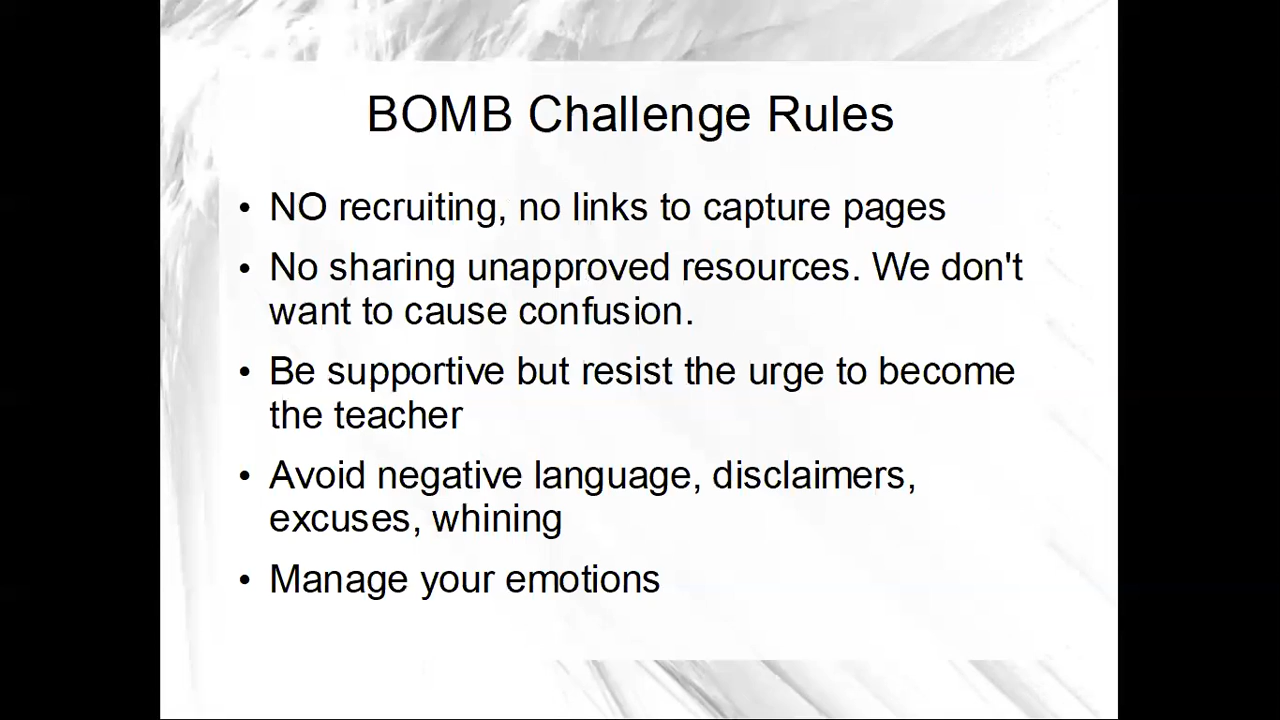 BOMB Challenge Rules
• NO recruiting, no links to capture pages
• No sharing unapproved resources. We don't
want to cause confusion.
• Be supportive but resist the urge to become
the teacher
• Avoid negative language, disclaimers,
excuses, whining
• Manage your emotions